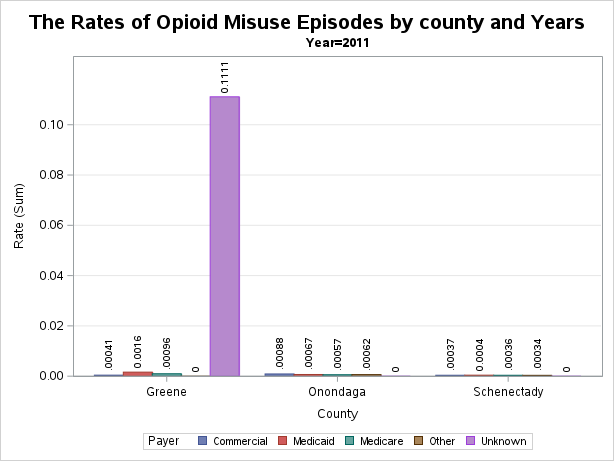 The Rates of Opioid Misuse Episodes by county and Years
Year=2011
Rate (Sum)
0.10
0.08
0.06
0.04
0.02
0.00
.00041
0.0016
.00096
0
0.1111
.00088
.00067
.00057
.00062
0
.00037
0.0004
.00036
.00034
0
Greene
Onondaga
Schenectady
County
Payer
Commercial
Medicaid
Medicare
Other
Unknown